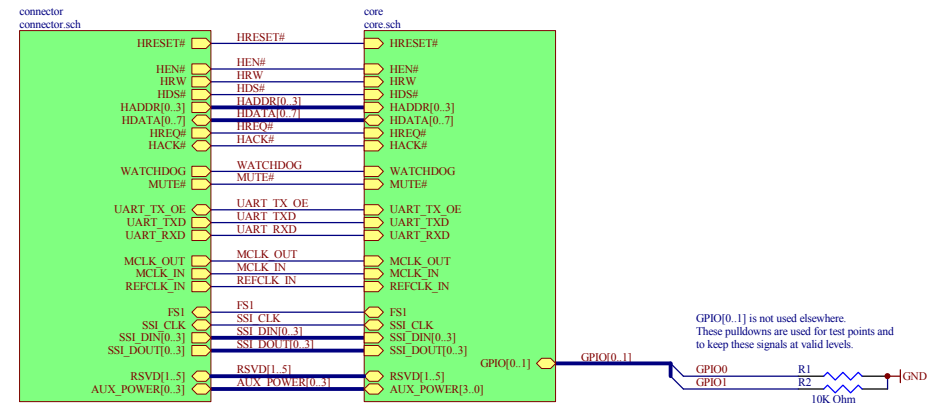 connector core
connector.sch core.sch
HRESET# HRESET# HRESET#
HEN# HEN# HEN#
HRW HRW HRW
HDS# HDS# HDS#
HADDR[0..3] HADDR[0..3] HADDR[0..3]
HDATA[0..7] HDATA[0..7] HDATA[0..7]
HREQ# HREQ# HREQ#
HACK# HACK# HACK#
WATCHDOG WATCHDOG WATCHDOG
MUTE# MUTE# MUTE#
UART_TX_OE UART_TX_OE UART_TX_OE
UART_TXD UART_TXD UART_TXD
UART_RXD UART_RXD UART_RXD
MCLK_OUT MCLK_OUT MCLK_OUT
MCLK_IN MCLK_IN MCLK_IN
REFCLK_IN REFCLK_IN REFCLK_IN
FS1 FS1 FS1
SSI_CLK SSI_CLK SSI_CLK
SSI_DIN[0..3] SSI_DIN[0..3] SSI_DIN[0..3]
SSI_DOUT[0..3] SSI_DOUT[0..3] SSI_DOUT[0..3]
RSVD[1..5] RSVD[1..5] RSVD[1..5]
AUX_POWER[0..3] AUX_POWER[0..3] AUX_POWER[3..0]
GPIO[0..1] GPIO[0..1]
GPIO[0..1] is not used elsewhere.
These pulldowns are used for test points and
to keep these signals at valid levels.
GPIO0 R1
GPIO1 R2
GND
10K Ohm